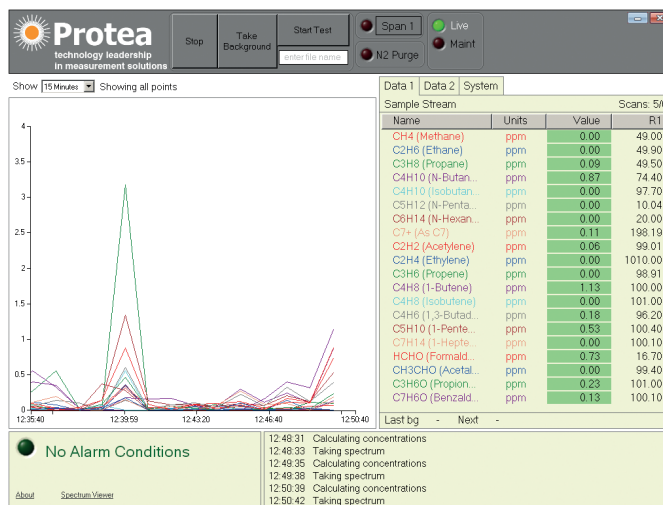 Protea
technology leadership
in measurement solutions
Stop
Take
Background
Start Test
enter file name
Span 1
N2 Purge
Live
Maint
Show 15 Minutes Showing all points
4
3.5
3
2.5
2
1.5
1
0.5
0
12:35:40 12:39:59 12:43:20 12:46:40 12:50:40
Data 1 Data 2 System
Sample Stream Scans: 5/
Name Units Value R1
CH4 (Methane) ppm 0.00 49.00
C2H6 (Ethane) ppm 0.00 49.90
C3H8 (Propane) ppm 0.09 49.50
C4H10 (N-Butan... ppm 0.87 74.40
C4H10 (Isobutan... ppm 0.00 97.70
C5H12 (N-Penta... ppm 0.00 10.04
C6H14 (N-Hexan... ppm 0.00 20.00
C7+ (As C7) ppm 0.11 198.19
C2H2 (Acetylene) ppm 0.06 99.01
C2H4 (Ethylene) ppm 0.00 1010.00
C3H6 (Propene) ppm 0.00 98.91
C4H8 (1-Butene) ppm 1.13 100.00
C4H8 (Isobutene) ppm 0.00 101.00
C4H6 (1,3-Butad... ppm 0.18 96.20
C5H10 (1-Pente... ppm 0.53 100.40
C7H14 (1-Hepte... ppm 0.00 100.10
HCHO (Formald... ppm 0.73 16.70
CH3CHO (Acetal... ppm 0.00 99.40
C3H6O (Propion... ppm 0.23 101.00
C7H6O (Benzald... ppm 0.13 100.10
Last bg - Next -
No Alarm Conditions
About Spectrum Viewer
12:48:31 Calculating concentrations
12:48:33 Taking spectrum
12:49:35 Calculating concentrations
12:49:38 Taking spectrum
12:50:39 Calculating concentrations
12:50:42 Taking spectrum